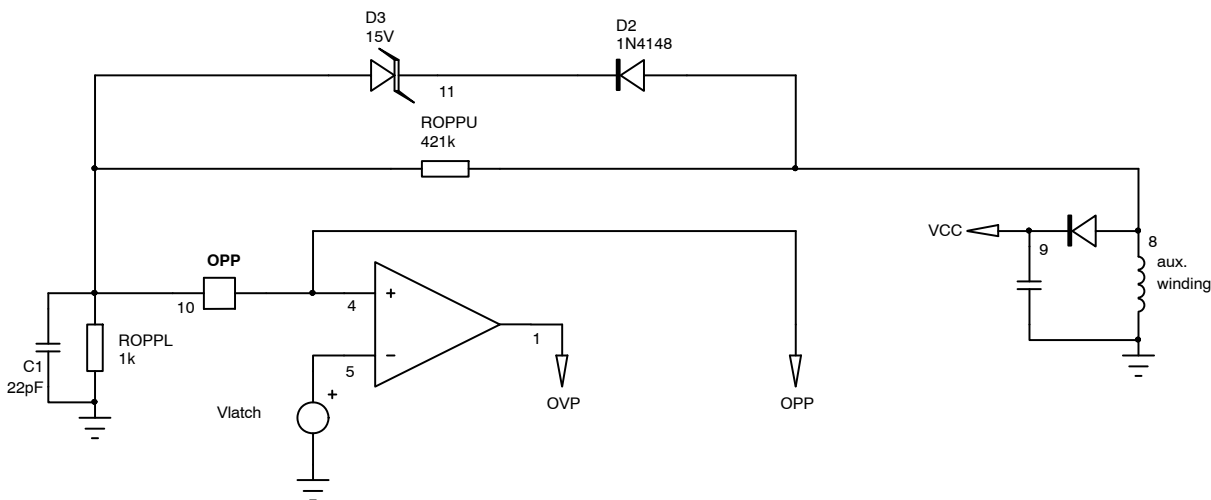 D3
15V
D2
1N4148
11
ROPPU
421k
VCC
9
8
aux.
winding
OPP
10
4
+
1
ROPPL
1k
C1
22pF
5
−
+
Vlatch
OVP
OPP